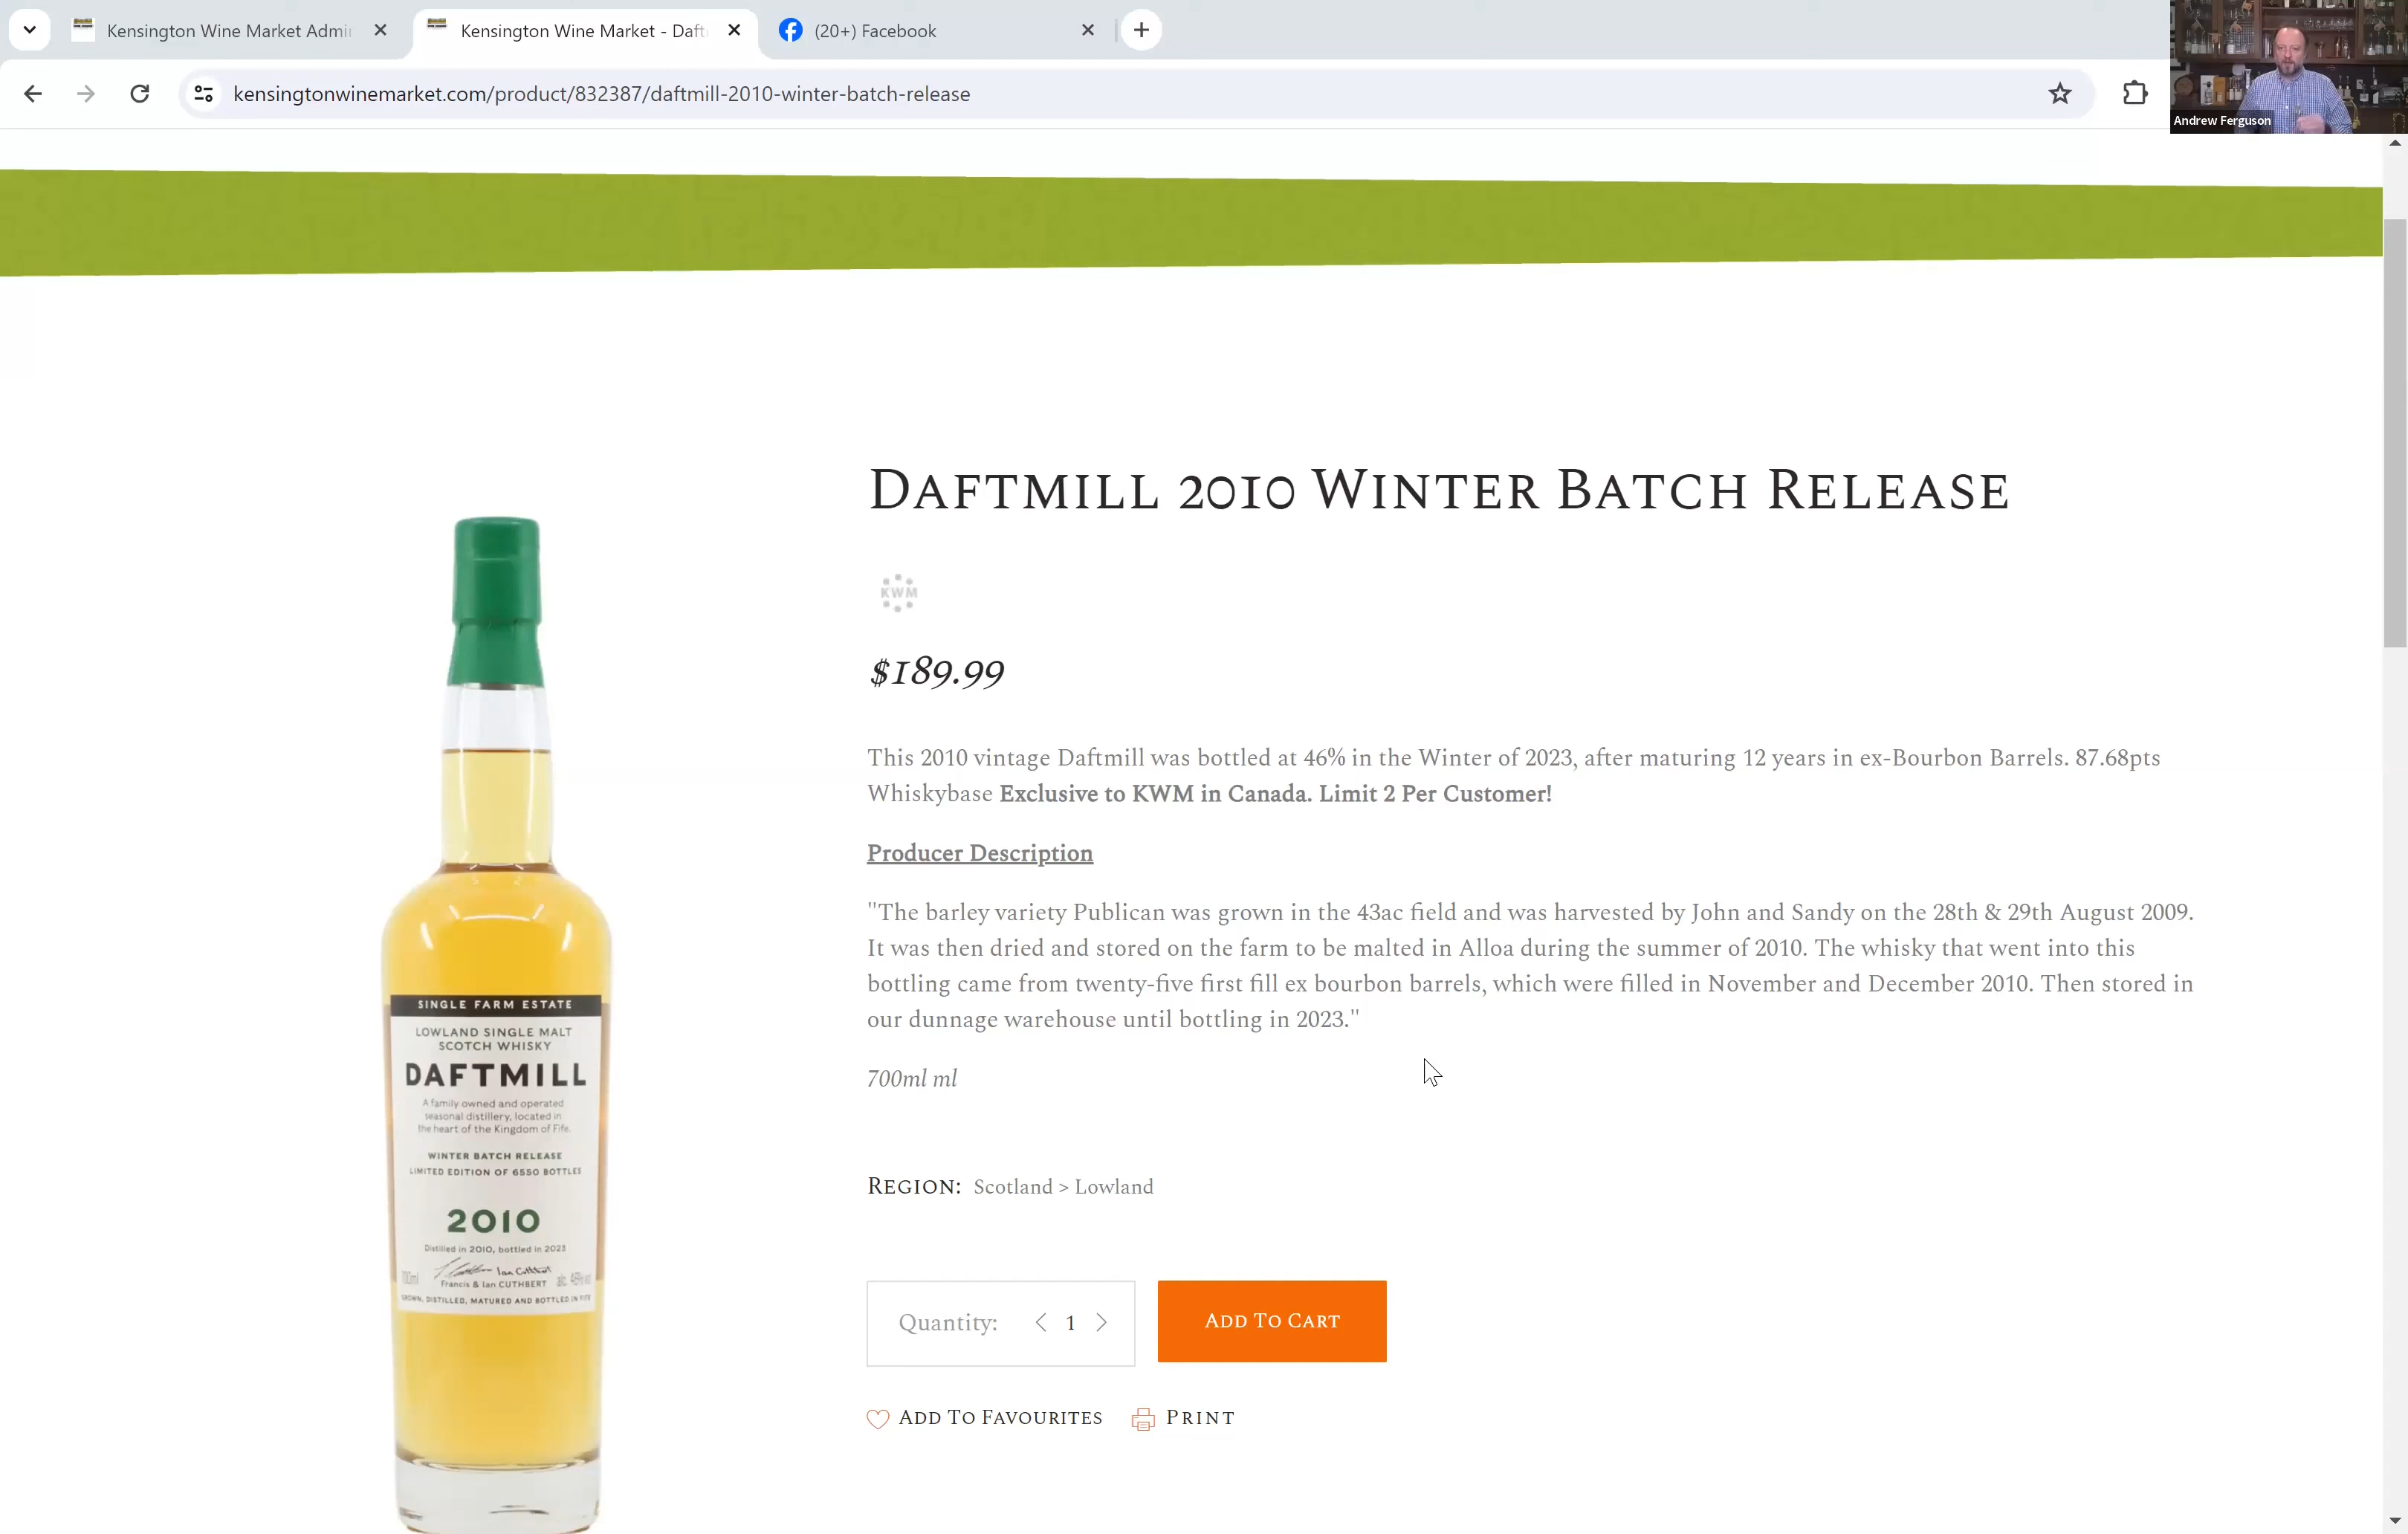 Kensington Wine Market Admi
Kensington Wine Market - Daft
(20+) Facebook
kensingtonwinemarket.com/product/832387/daftmill-2010-winter-batch-release
Andrew Ferguson
Daftmill 2010 Winter Batch Release
KWM
$189.99
This 2010 vintage Daftmill was bottled at 46% in the Winter of 2023, after maturing 12 years in ex-Bourbon Barrels. 87.68pts
Whiskybase Exclusive to KWM in Canada. Limit 2 Per Customer!
Producer Description
"The barley variety Publican was grown in the 43ac field and was harvested by John and Sandy on the 28th & 29th August 2009.
It was then dried and stored on the farm to be malted in Alloa during the summer of 2010. The whisky that went into this
bottling came from twenty-five first fill ex bourbon barrels, which were filled in November and December 2010. Then stored in
our dunnage warehouse until bottling in 2023."
700ml ml
Region: Scotland > Lowland
Quantity: < 1 >
Add To Cart
Add To Favourites Print
SINGLE FARM ESTATE
LOWLAND SINGLE MALT
SCOTCH WHISKY
DAFTMILL
A family owned and operated
seasonal distillery, located in
the heart of the Kingdom of Fife.
WINTER BATCH RELEASE
LIMITED EDITION OF 6550 BOTTLES
2010
Distilled in 2010, bottled in 2023
700ml Francis & Ian CUTHBERT alc. 46% vol
GROWN, DISTILLED, MATURED AND BOTTLED IN FIFE